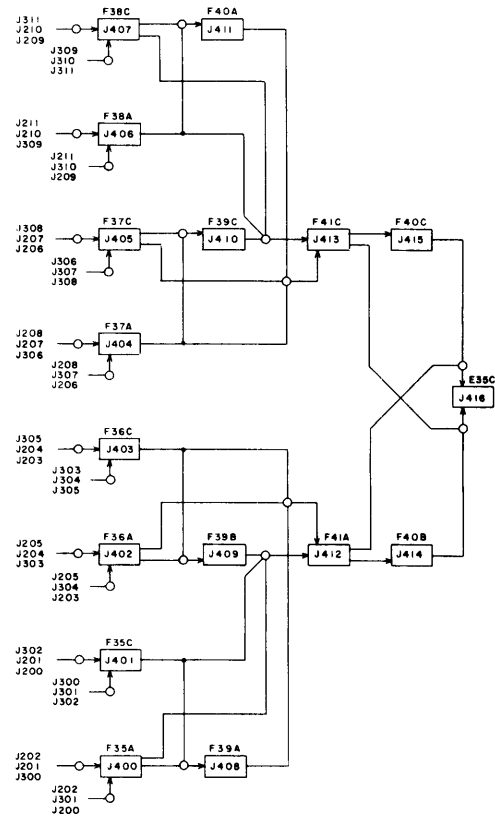 F38C
F40A
J311
J210
J209
J407
J411
J309
J310
J311
F38A
J211
J210
J309
J406
J211
J310
J209
F37C
F39C
F41C
F40C
J308
J207
J206
J405
J410
J413
J415
J306
J307
J308
F37A
J208
J207
J306
J404
J208
J307
J206
E35C
J416
F36C
J305
J204
J203
J403
J303
J304
J305
F36A
F39B
F41A
F40B
J205
J204
J303
J402
J409
J412
J414
J205
J304
J203
F35C
J302
J201
J200
J401
J300
J301
J302
F35A
F39A
J202
J201
J300
J400
J408
J202
J301
J200